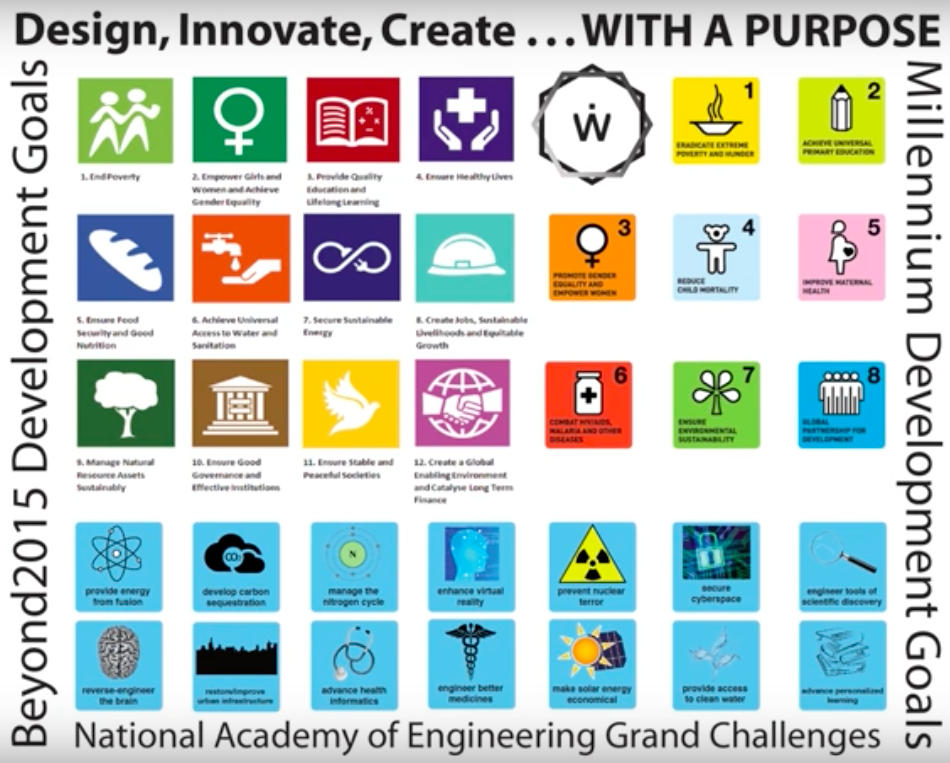 Design, Innovate, Create ... WITH A PURPOSE
Beyond2015 Development Goals
Millennium Development Goals
1. End Poverty
2. Empower Girls and
Women and Achieve
Gender Equality
3. Provide Quality
Education and
Lifelong Learning
4. Ensure Healthy Lives
Ẇ
1
ERADICATE EXTREME
POVERTY AND HUNGER
2
ACHIEVE UNIVERSAL
PRIMARY EDUCATION
5. Ensure Food
Security and Good
Nutrition
6. Achieve Universal
Access to Water and
Sanitation
7. Secure Sustainable
Energy
8. Create Jobs, Sustainable
Livelihoods and Equitable
Growth
3
PROMOTE GENDER
EQUALITY AND
EMPOWER WOMEN
4
REDUCE
CHILD MORTALITY
5
IMPROVE MATERNAL
HEALTH
9. Manage Natural
Resource Assets
Sustainably
10. Ensure Good
Governance and
Effective Institutions
11. Ensure Stable and
Peaceful Societies
12. Create a Global
Enabling Environment
and Catalyse Long Term
Finance
6
COMBAT HIV/AIDS,
MALARIA AND OTHER
DISEASES
7
ENSURE
ENVIRONMENTAL
SUSTAINABILITY
8
GLOBAL
PARTNERSHIP FOR
DEVELOPMENT
provide energy
from fusion
CO2
develop carbon
sequestration
N
manage the
nitrogen cycle
enhance virtual
reality
prevent nuclear
terror
secure
cyberspace
engineer tools of
scientific discovery
reverse-engineer
the brain
restore/improve
urban infrastructure
advance health
informatics
engineer better
medicines
make solar energy
economical
provide access
to clean water
advance personalized
learning
National Academy of Engineering Grand Challenges